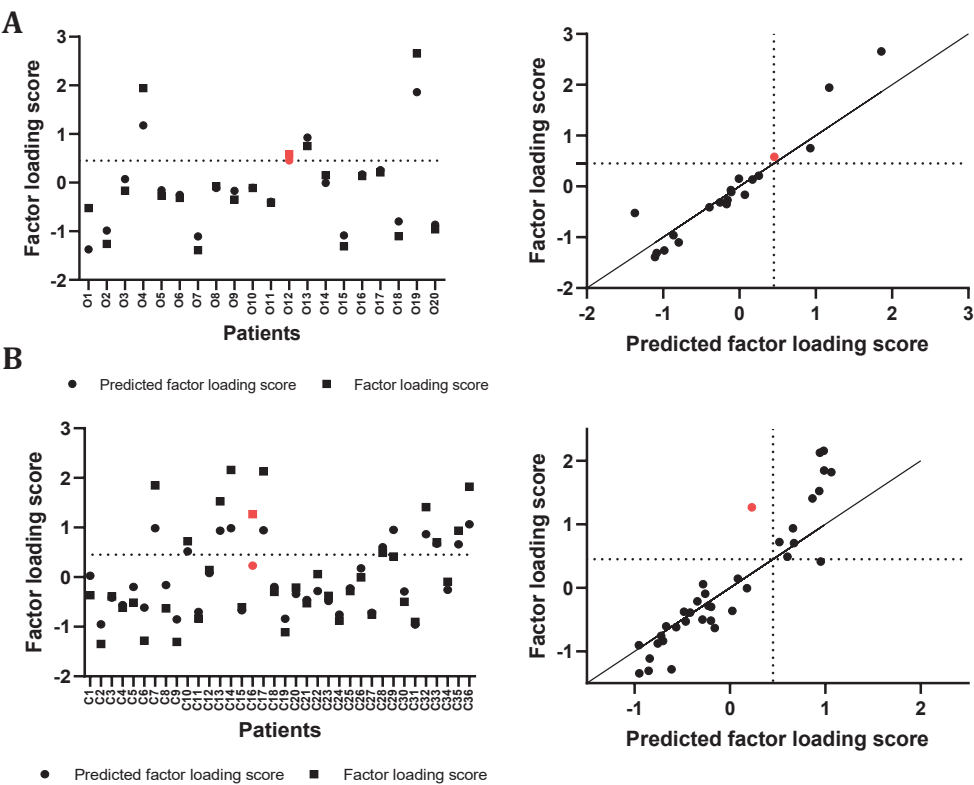 A
3
2
1
0
-1
-2
Factor loading score
O1 O2 O3 O4 O5 O6 O7 O8 O9 O10 O11 O12 O13 O14 O15 O16 O17 O18 O19 O20
Patients
3
2
1
0
-1
-2
Factor loading score
-2 -1 0 1 2 3
Predicted factor loading score
B
Predicted factor loading score Factor loading score
3
2
1
0
-1
-2
Factor loading score
C1 C2 C3 C4 C5 C6 C7 C8 C9 C10 C11 C12 C13 C14 C15 C16 C17 C18 C19 C20 C21 C22 C23 C24 C25 C26 C27 C28 C29 C30 C31 C32 C33 C34 C35 C36
Patients
2
1
0
-1
Factor loading score
-1 0 1 2
Predicted factor loading score
Predicted factor loading score Factor loading score